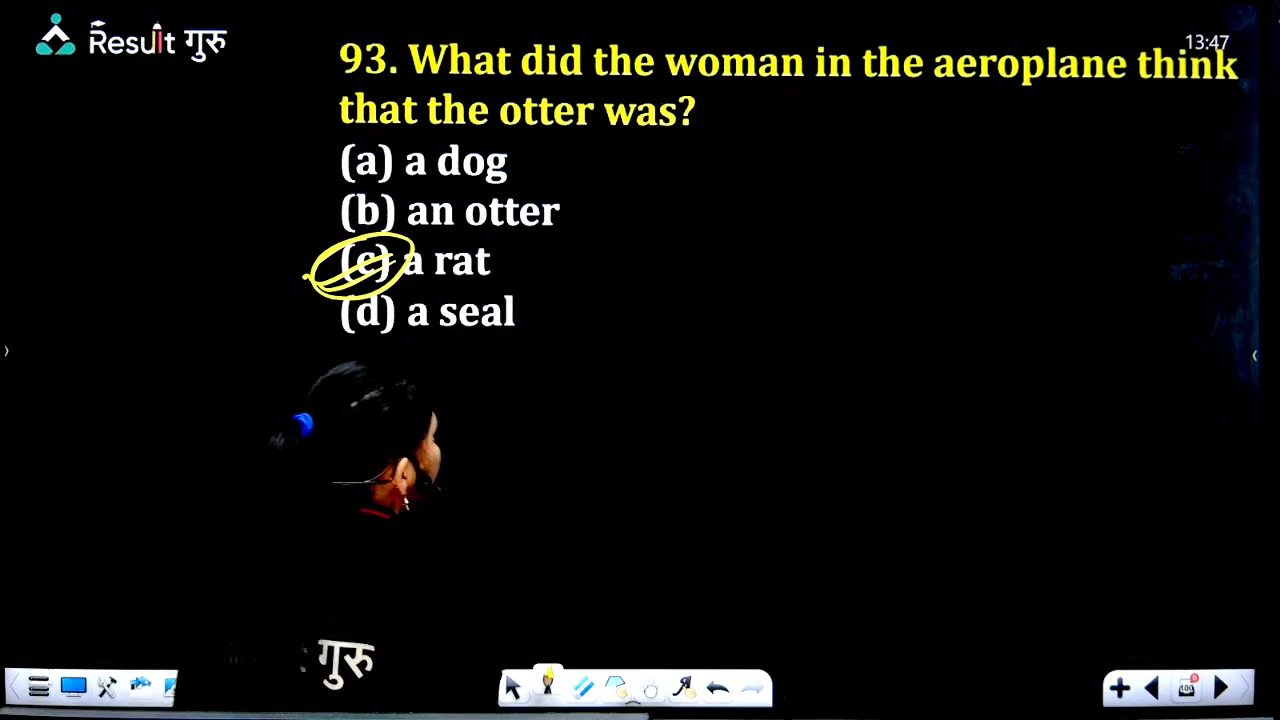 Result गुरु
13:47
93. What did the woman in the aeroplane think
that the otter was?
(a) a dog
(b) an otter
(c) a rat
(d) a seal
गुरु
100